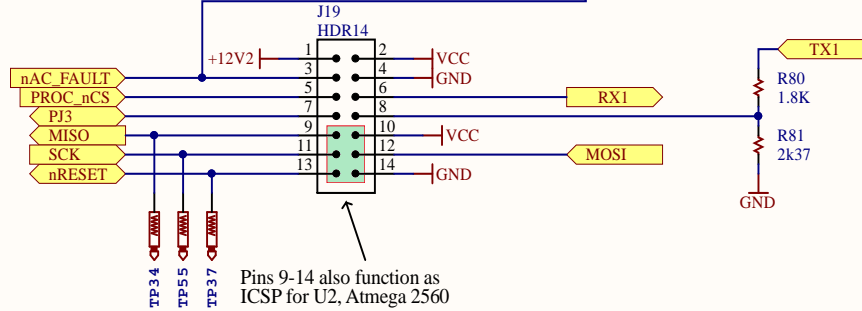 J19
HDR14
+12V2
1
2
VCC
nAC_FAULT
3
4
GND
PROC_nCS
5
6
RX1
PJ3
7
8
MISO
9
10
VCC
SCK
11
12
MOSI
nRESET
13
14
GND
TX1
R80
1.8K
R81
2k37
GND
TP34
TP55
TP37
Pins 9-14 also function as
ICSP for U2, Atmega 2560